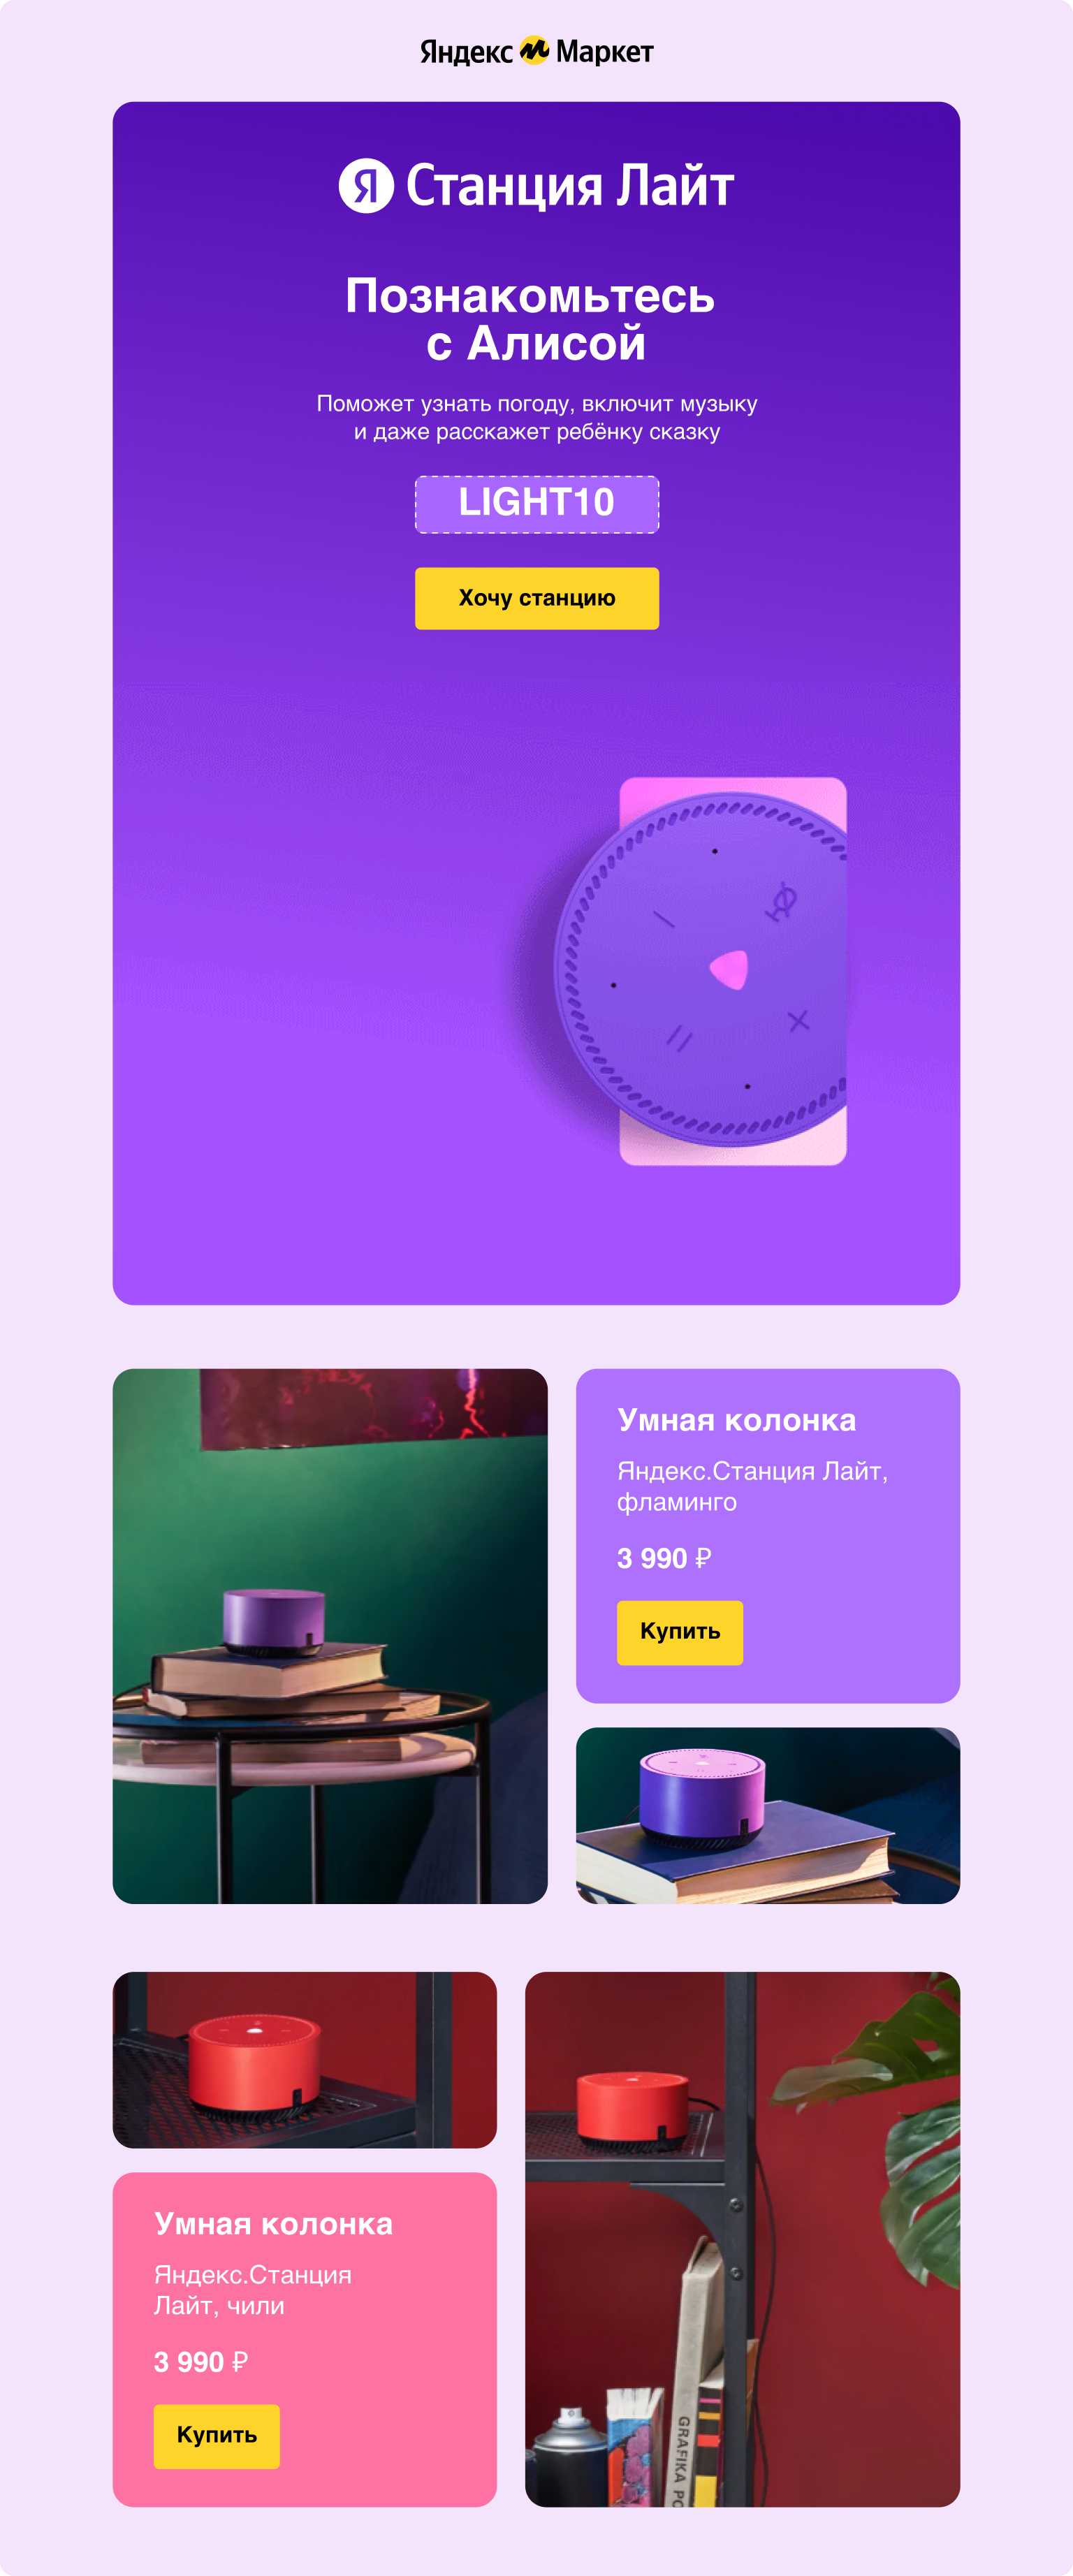 Яндекс Маркет
Я Станция Лайт
Познакомьтесь
с Алисой
Поможет узнать погоду, включит музыку
и даже расскажет ребёнку сказку
LIGHT10
Хочу станцию
Умная колонка
Яндекс.Станция Лайт,
фламинго
3 990 ₽
Купить
Умная колонка
Яндекс.Станция
Лайт, чили
3 990 ₽
Купить
GRAFIKA